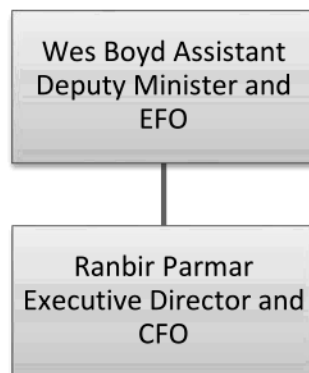 Wes Boyd Assistant
Deputy Minister and
EFO
Ranbir Parmar
Executive Director and
CFO